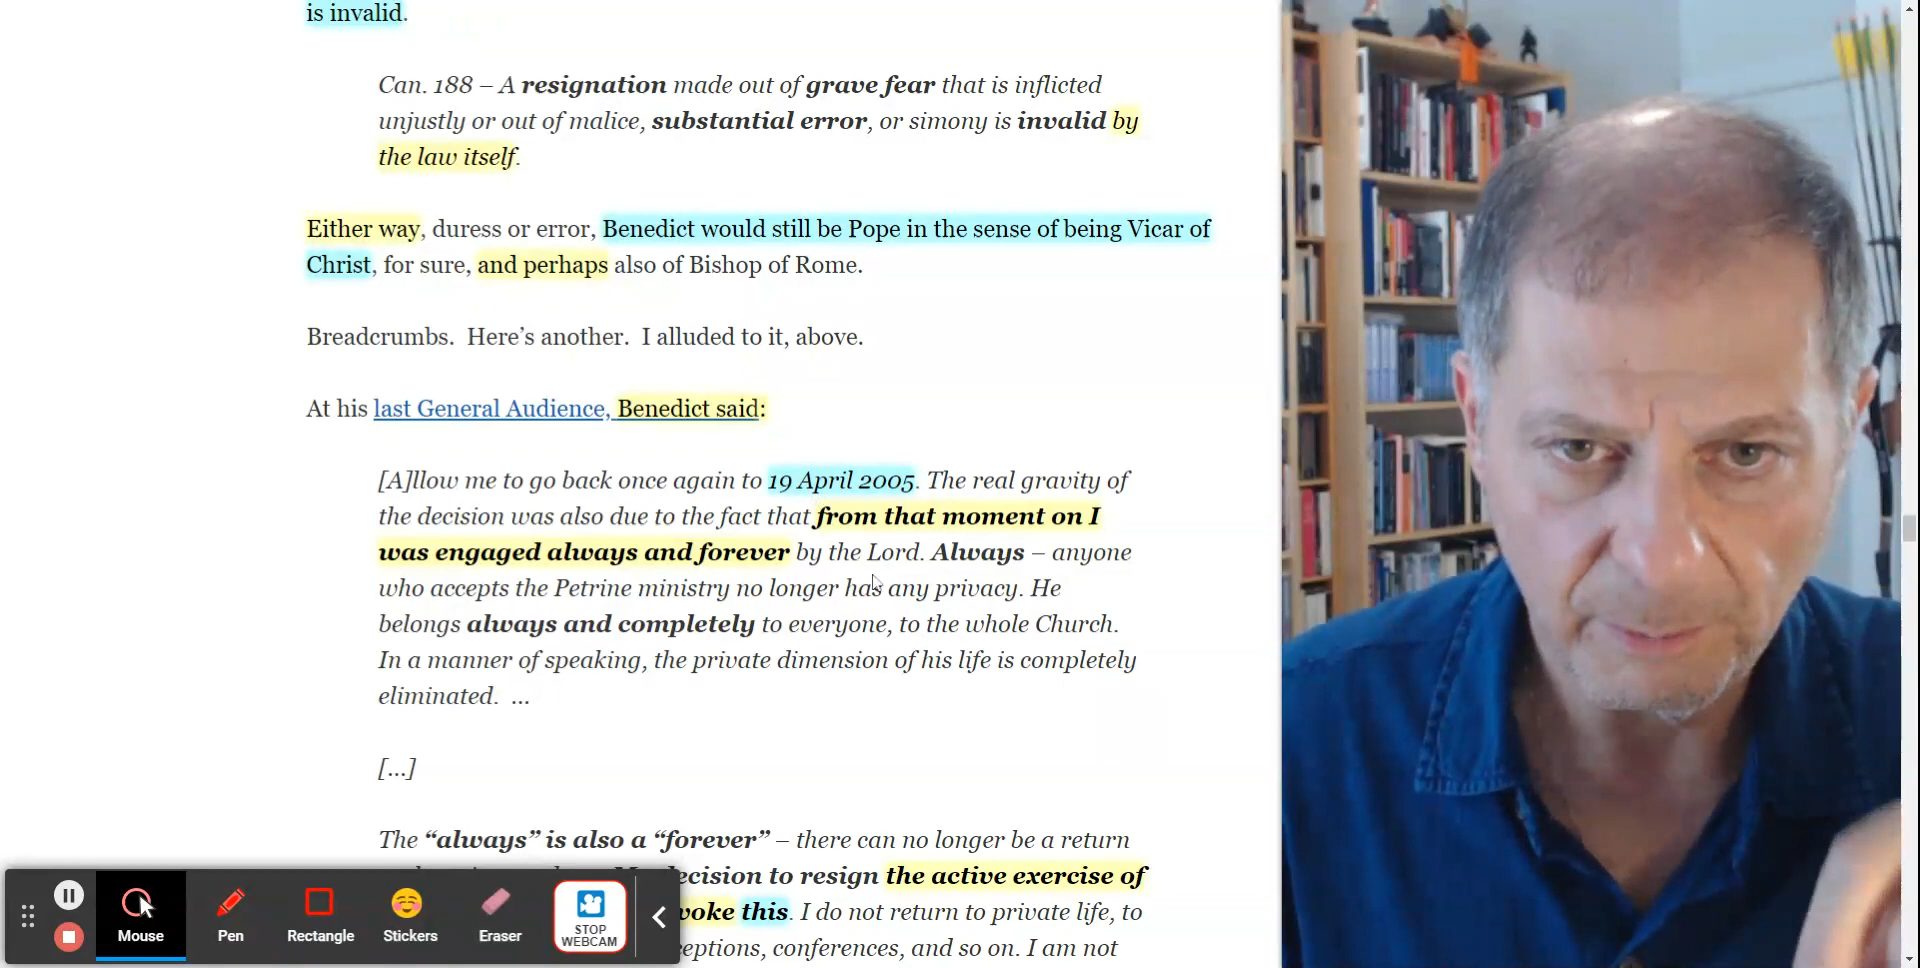 is invalid.
Can. 188 – A resignation made out of grave fear that is inflicted
unjustly or out of malice, substantial error, or simony is invalid by
the law itself.
Either way, duress or error, Benedict would still be Pope in the sense of being Vicar of
Christ, for sure, and perhaps also of Bishop of Rome.
Breadcrumbs.  Here’s another.  I alluded to it, above.
At his last General Audience, Benedict said:
[A]llow me to go back once again to 19 April 2005. The real gravity of
the decision was also due to the fact that from that moment on I
was engaged always and forever by the Lord. Always – anyone
who accepts the Petrine ministry no longer has any privacy. He
belongs always and completely to everyone, to the whole Church.
In a manner of speaking, the private dimension of his life is completely
eliminated.  …
[…]
The “always” is also a “forever” – there can no longer be a return
ecision to resign the active exercise of
voke this. I do not return to private life, to
eptions, conferences, and so on. I am not
Mouse
Pen
Rectangle
Stickers
Eraser
STOP
WEBCAM